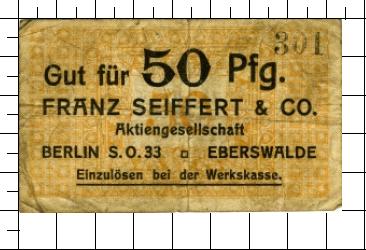 301
Gut für 50 Pfg.
FRANZ SEIFFERT & CO.
Aktiengesellschaft
BERLIN S.O.33 □ EBERSWALDE
Einzulösen bei der Werkskasse.